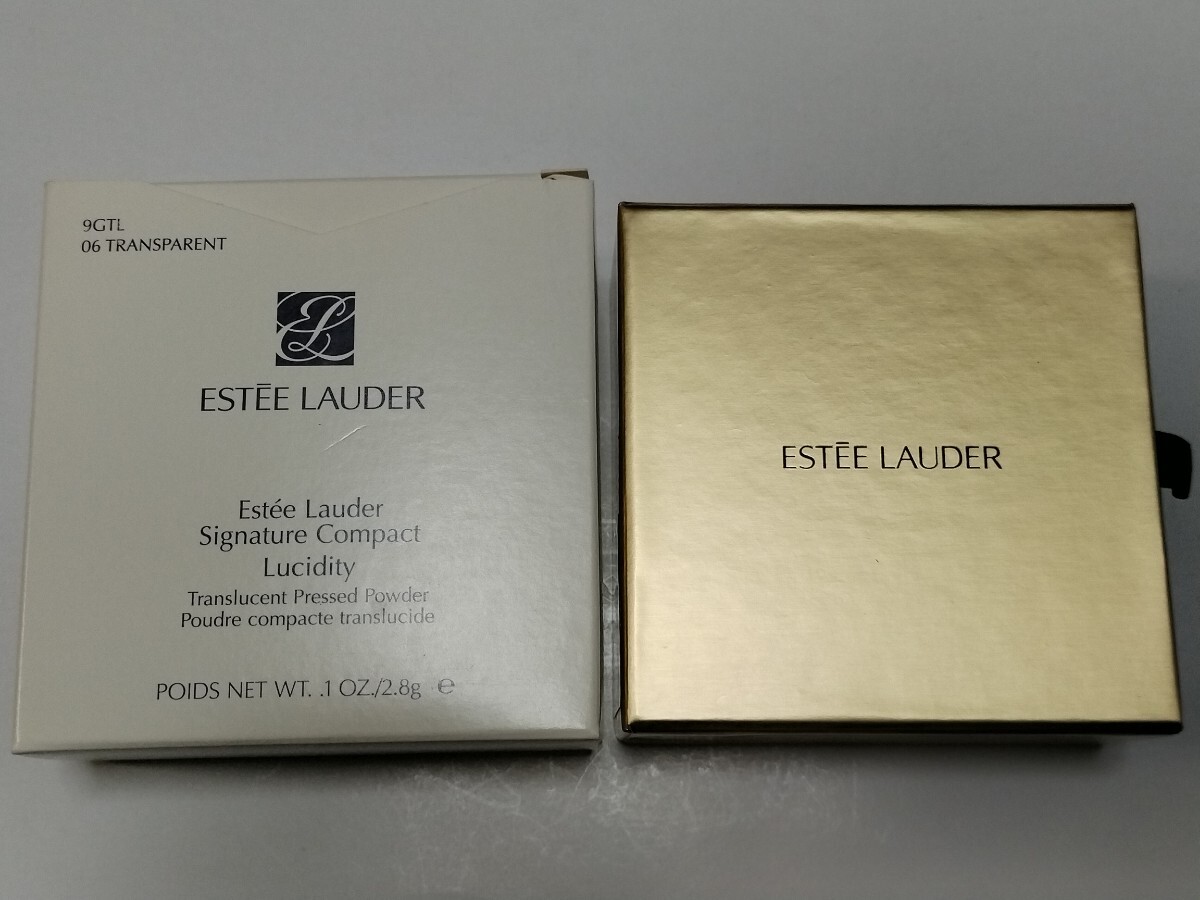 9GTL
06 TRANSPARENT
EL
ESTĒE LAUDER
Estée Lauder
Signature Compact
Lucidity
Translucent Pressed Powder
Poudre compacte translucide
POIDS NET WT. .1 OZ./2.8g ℮
ESTĒE LAUDER